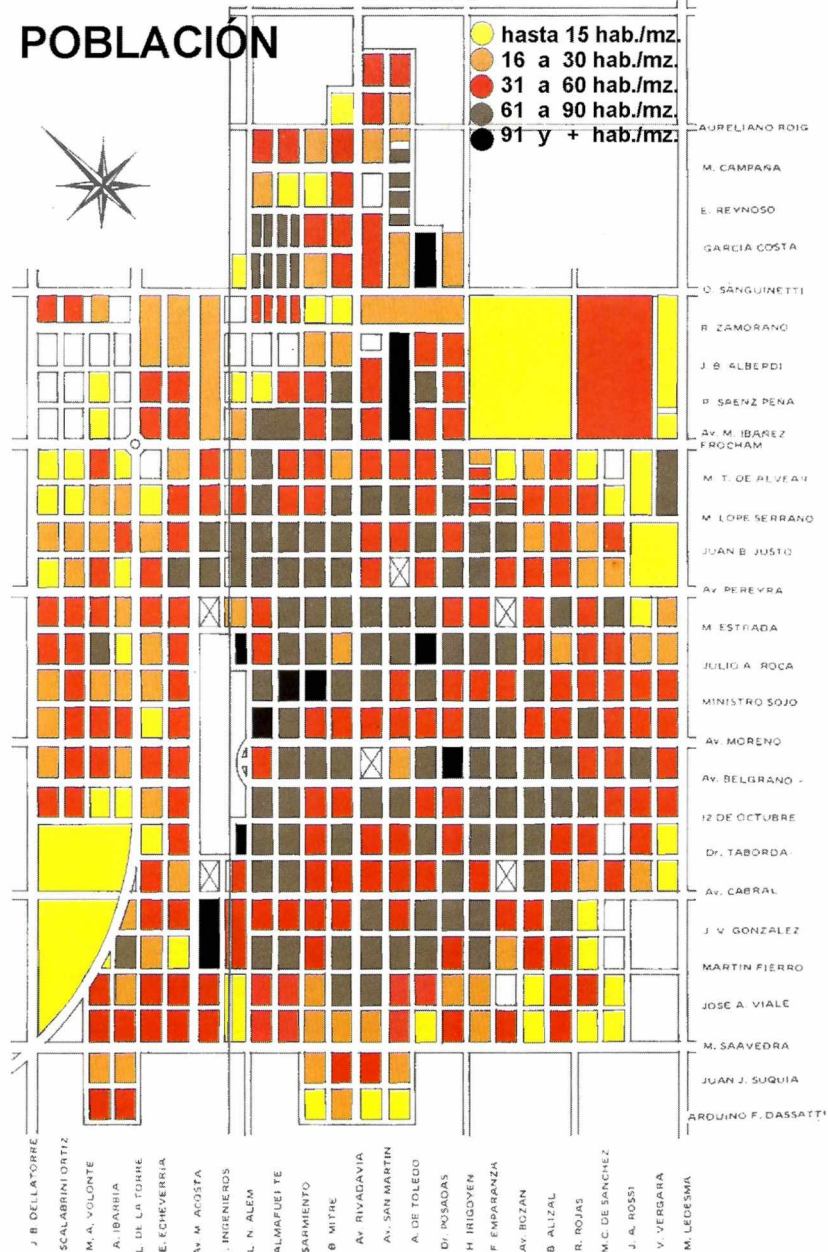 POBLACIÓN
hasta 15 hab./mz.
16 a 30 hab./mz.
31 a 60 hab./mz.
61 a 90 hab./mz.
91 y + hab./mz.
AURELIANO ROIG
M. CAMPAÑA
E. REYNOSO
GARCIA COSTA
O. SANGUINETTI
R. ZAMORANO
J. B. ALBERDI
P. SAENZ PEÑA
Av. M. IBAÑEZ
FROCHAM
M. T. DE ALVEAR
M. LOPE SERRANO
JUAN B. JUSTO
Av. PEREYRA
M. ESTRADA
JULIO A. ROCA
MINISTRO SOJO
Av. MORENO
Av. BELGRANO -
12 DE OCTUBRE
Dr. TABORDA
Av. CABRAL
J. V. GONZALEZ
MARTIN FIERRO
JOSE A. VIALE
M. SAAVEDRA
JUAN J. SUQUIA
ARDUINO F. DASSATTI
J. B. DELLATORRE
SCALABRINI ORTIZ
M. A. VOLONTE
A. IBARBIA
L. DE LA TORRE
E. ECHEVERRIA
Av. M. ACOSTA
. INGENIEROS
L. N. ALEM
ALMAFUERTE
SARMIENTO
B. MITRE
Av. RIVADAVIA
Av. SAN MARTIN
A. DE TOLEDO
Dr. POSADAS
H. IRIGOYEN
F. EMPARANZA
Av. BOZAN
B. ALIZAL
R. ROJAS
M.C. DE SANCHEZ
J. A. ROSSI
V. VERGARA
M. LEDESMA